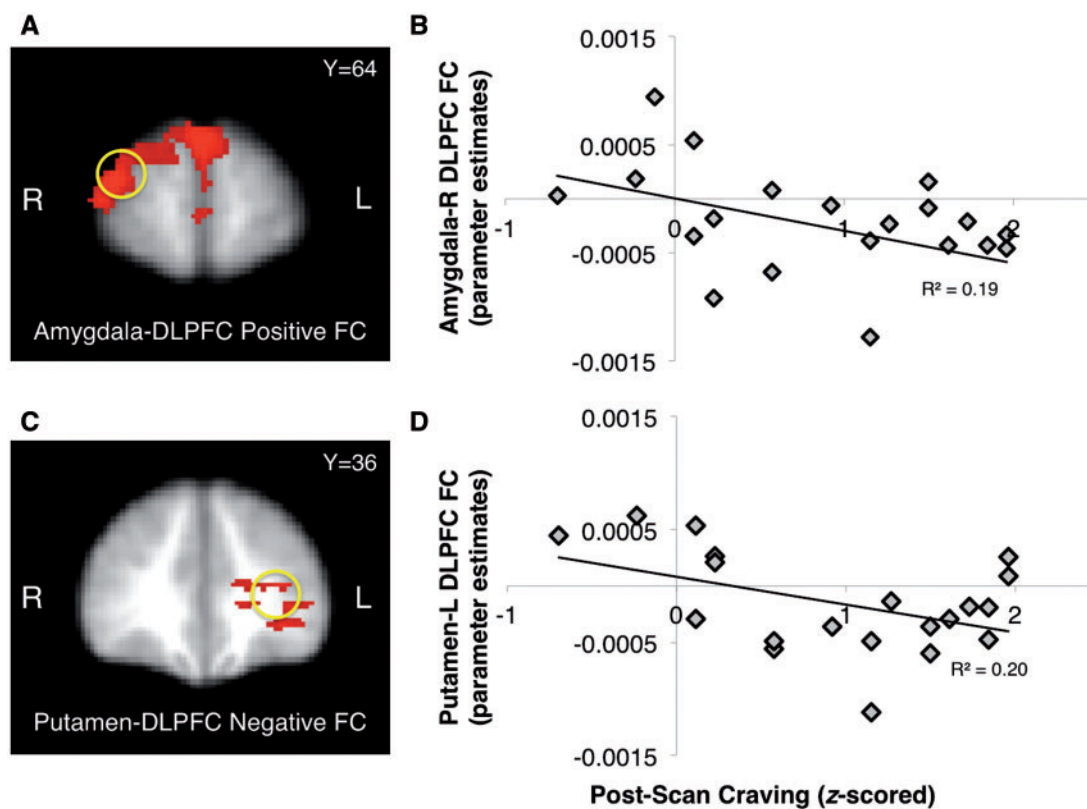 A
Y=64
R
L
Amygdala-DLPFC Positive FC
B
Amygdala-R DLPFC FC
(parameter estimates)
0.0015
0.0005
-1
0
1
2
-0.0005
R² = 0.19
-0.0015
C
Y=36
R
L
Putamen-DLPFC Negative FC
D
Putamen-L DLPFC FC
(parameter estimates)
0.0015
0.0005
-1
0
1
2
-0.0005
R² = 0.20
-0.0015
Post-Scan Craving (z-scored)